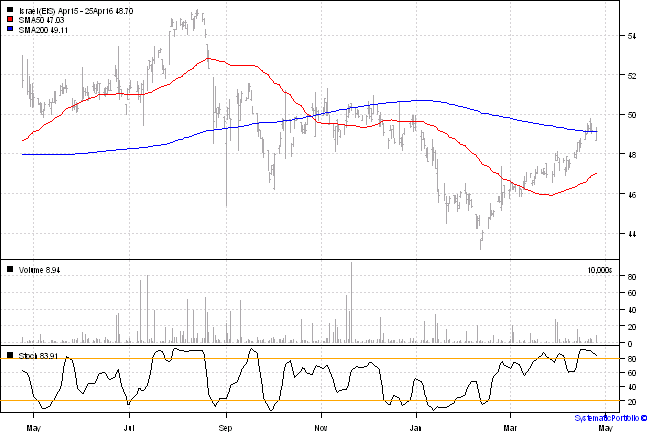 Israel (EIS) Apr15 - 25Apr16 48.70
SMA50 47.03
SMA200 49.11
54
52
50
48
46
44
Volume 8.94
10,000s
80
60
40
20
0
Stoch 83.91
80
60
40
20
May
Jul
Sep
Nov
Jan
Mar
May
SystematicPortfolio ©